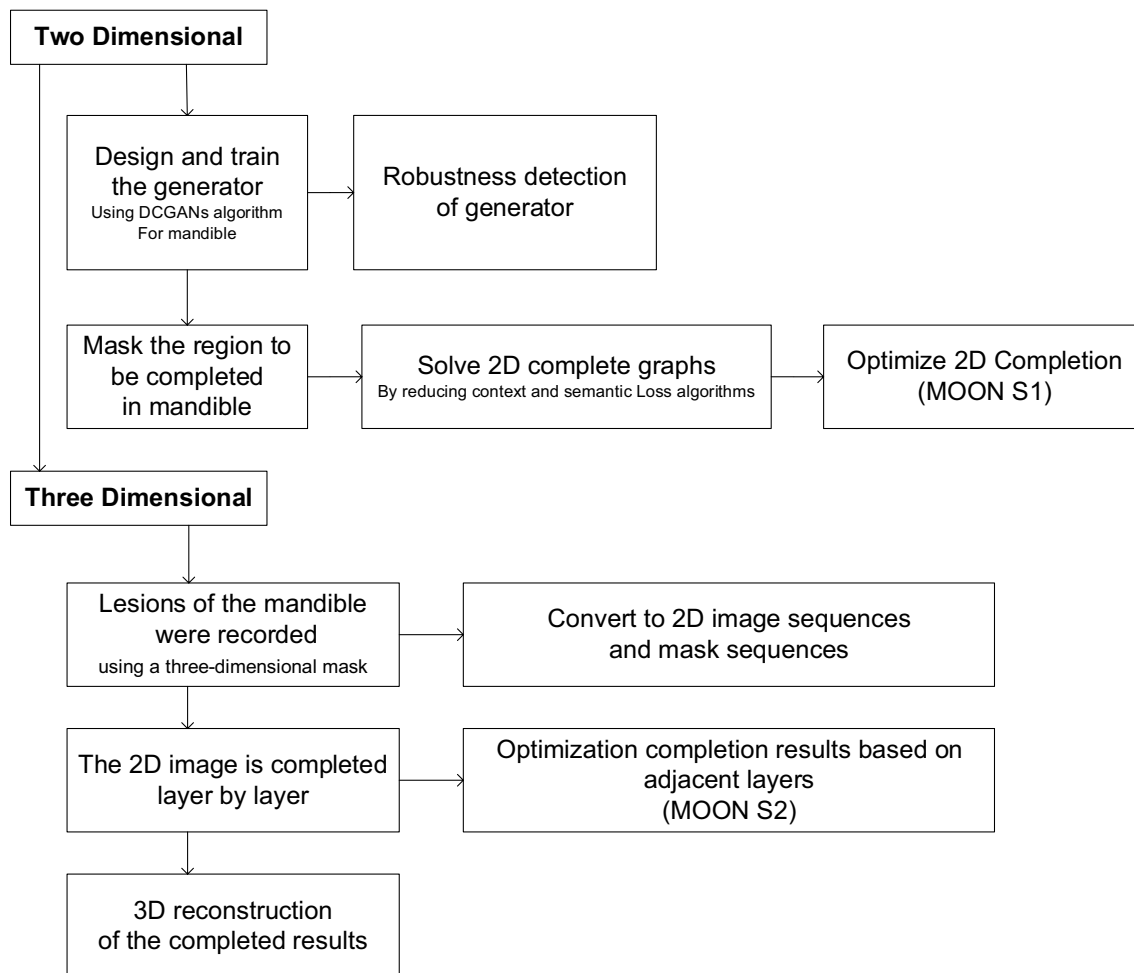 Two Dimensional
Design and train
the generator
Using DCGANs algorithm
For mandible
Robustness detection
of generator
Mask the region to
be completed
in mandible
Solve 2D complete graphs
By reducing context and semantic Loss algorithms
Optimize 2D Completion
(MOON S1)
Three Dimensional
Lesions of the mandible
were recorded
using a three-dimensional mask
Convert to 2D image sequences
and mask sequences
The 2D image is completed
layer by layer
Optimization completion results based on
adjacent layers
(MOON S2)
3D reconstruction
of the completed results